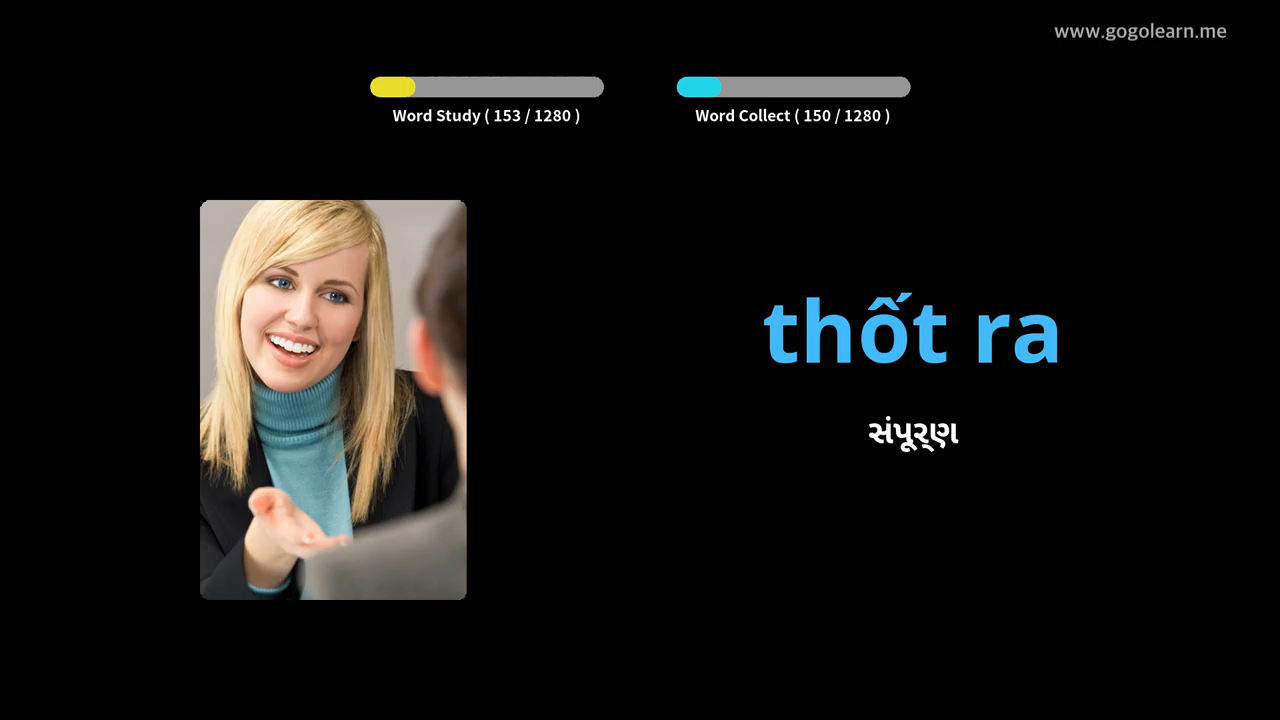 www.gogolearn.me
Word Study ( 153 / 1280 )
Word Collect ( 150 / 1280 )
thốt ra
સંપૂર્ણ